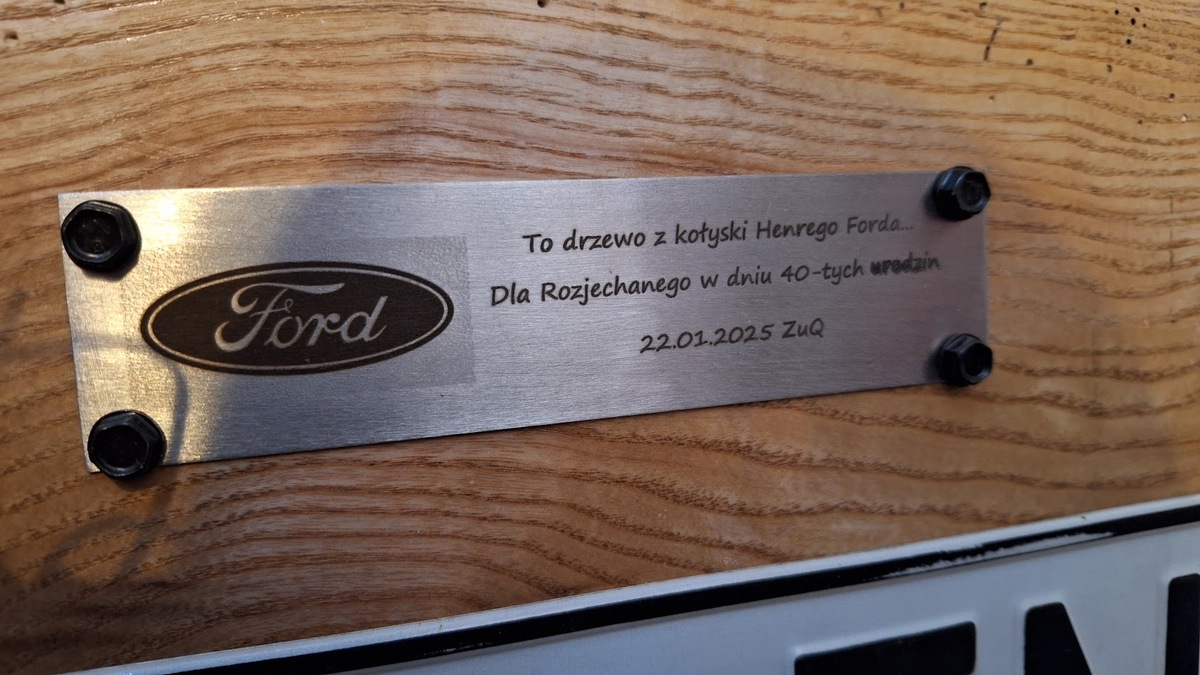 Ford
To drzewo z kołyski Henrego Forda...
Dla Rozjechanego w dniu 40-tych urodzin
22.01.2025 ZuQ